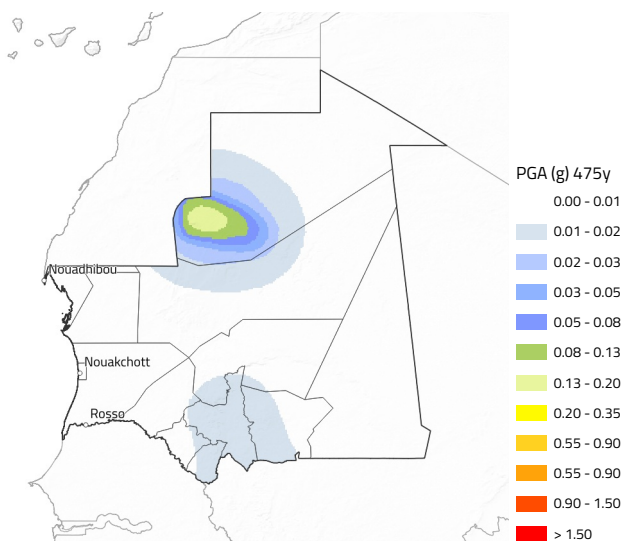 PGA (g) 475y
0.00 - 0.01
0.01 - 0.02
0.02 - 0.03
0.03 - 0.05
0.05 - 0.08
0.08 - 0.13
0.13 - 0.20
0.20 - 0.35
0.55 - 0.90
0.55 - 0.90
0.90 - 1.50
> 1.50
Nouadhibou
Nouakchott
Rosso